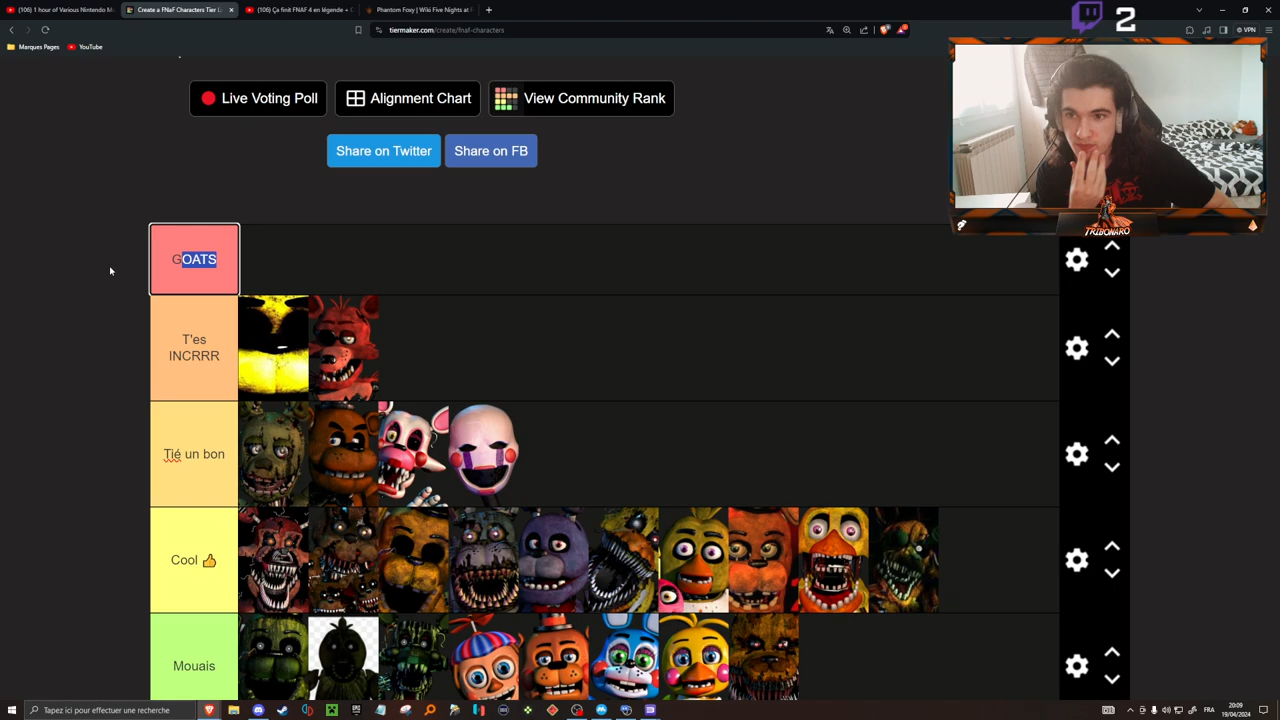 (106) 1 hour of Various Nintendo M
Create a FNaF Characters Tier L
(106) Ça finit FNAF 4 en légende +
Phantom Foxy | Wiki Five Nights at F
tiermaker.com/create/fnaf-characters
VPN
Marques Pages
YouTube
2
Live Voting Poll
Alignment Chart
View Community Rank
Share on Twitter
Share on FB
TRIBONARO
GOATS
T'es
INCRRR
Tié un bon
Cool 👍
Mouais
Tapez ici pour effectuer une recherche
FRA
20:09
19/04/2024